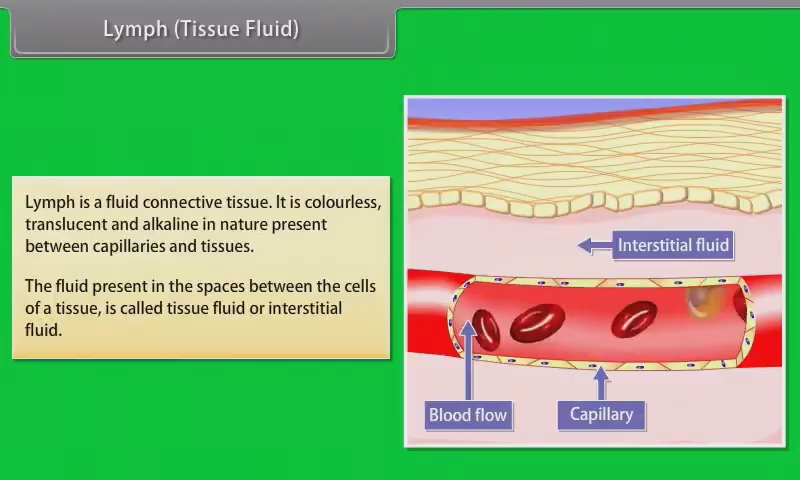 Lymph (Tissue Fluid)
Lymph is a fluid connective tissue. It is colourless,
translucent and alkaline in nature present
between capillaries and tissues.
The fluid present in the spaces between the cells
of a tissue, is called tissue fluid or interstitial
fluid.
Interstitial fluid
Blood flow
Capillary